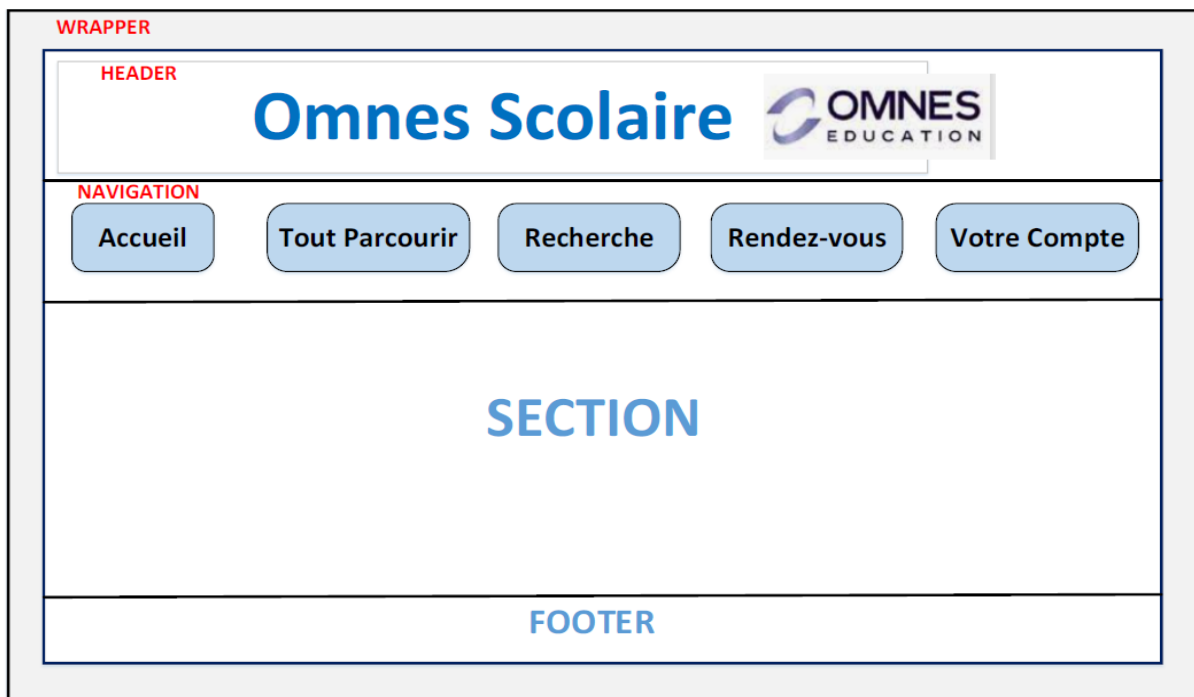 WRAPPER
HEADER
Omnes Scolaire
OMNES
EDUCATION
NAVIGATION
Accueil
Tout Parcourir
Recherche
Rendez-vous
Votre Compte
SECTION
FOOTER